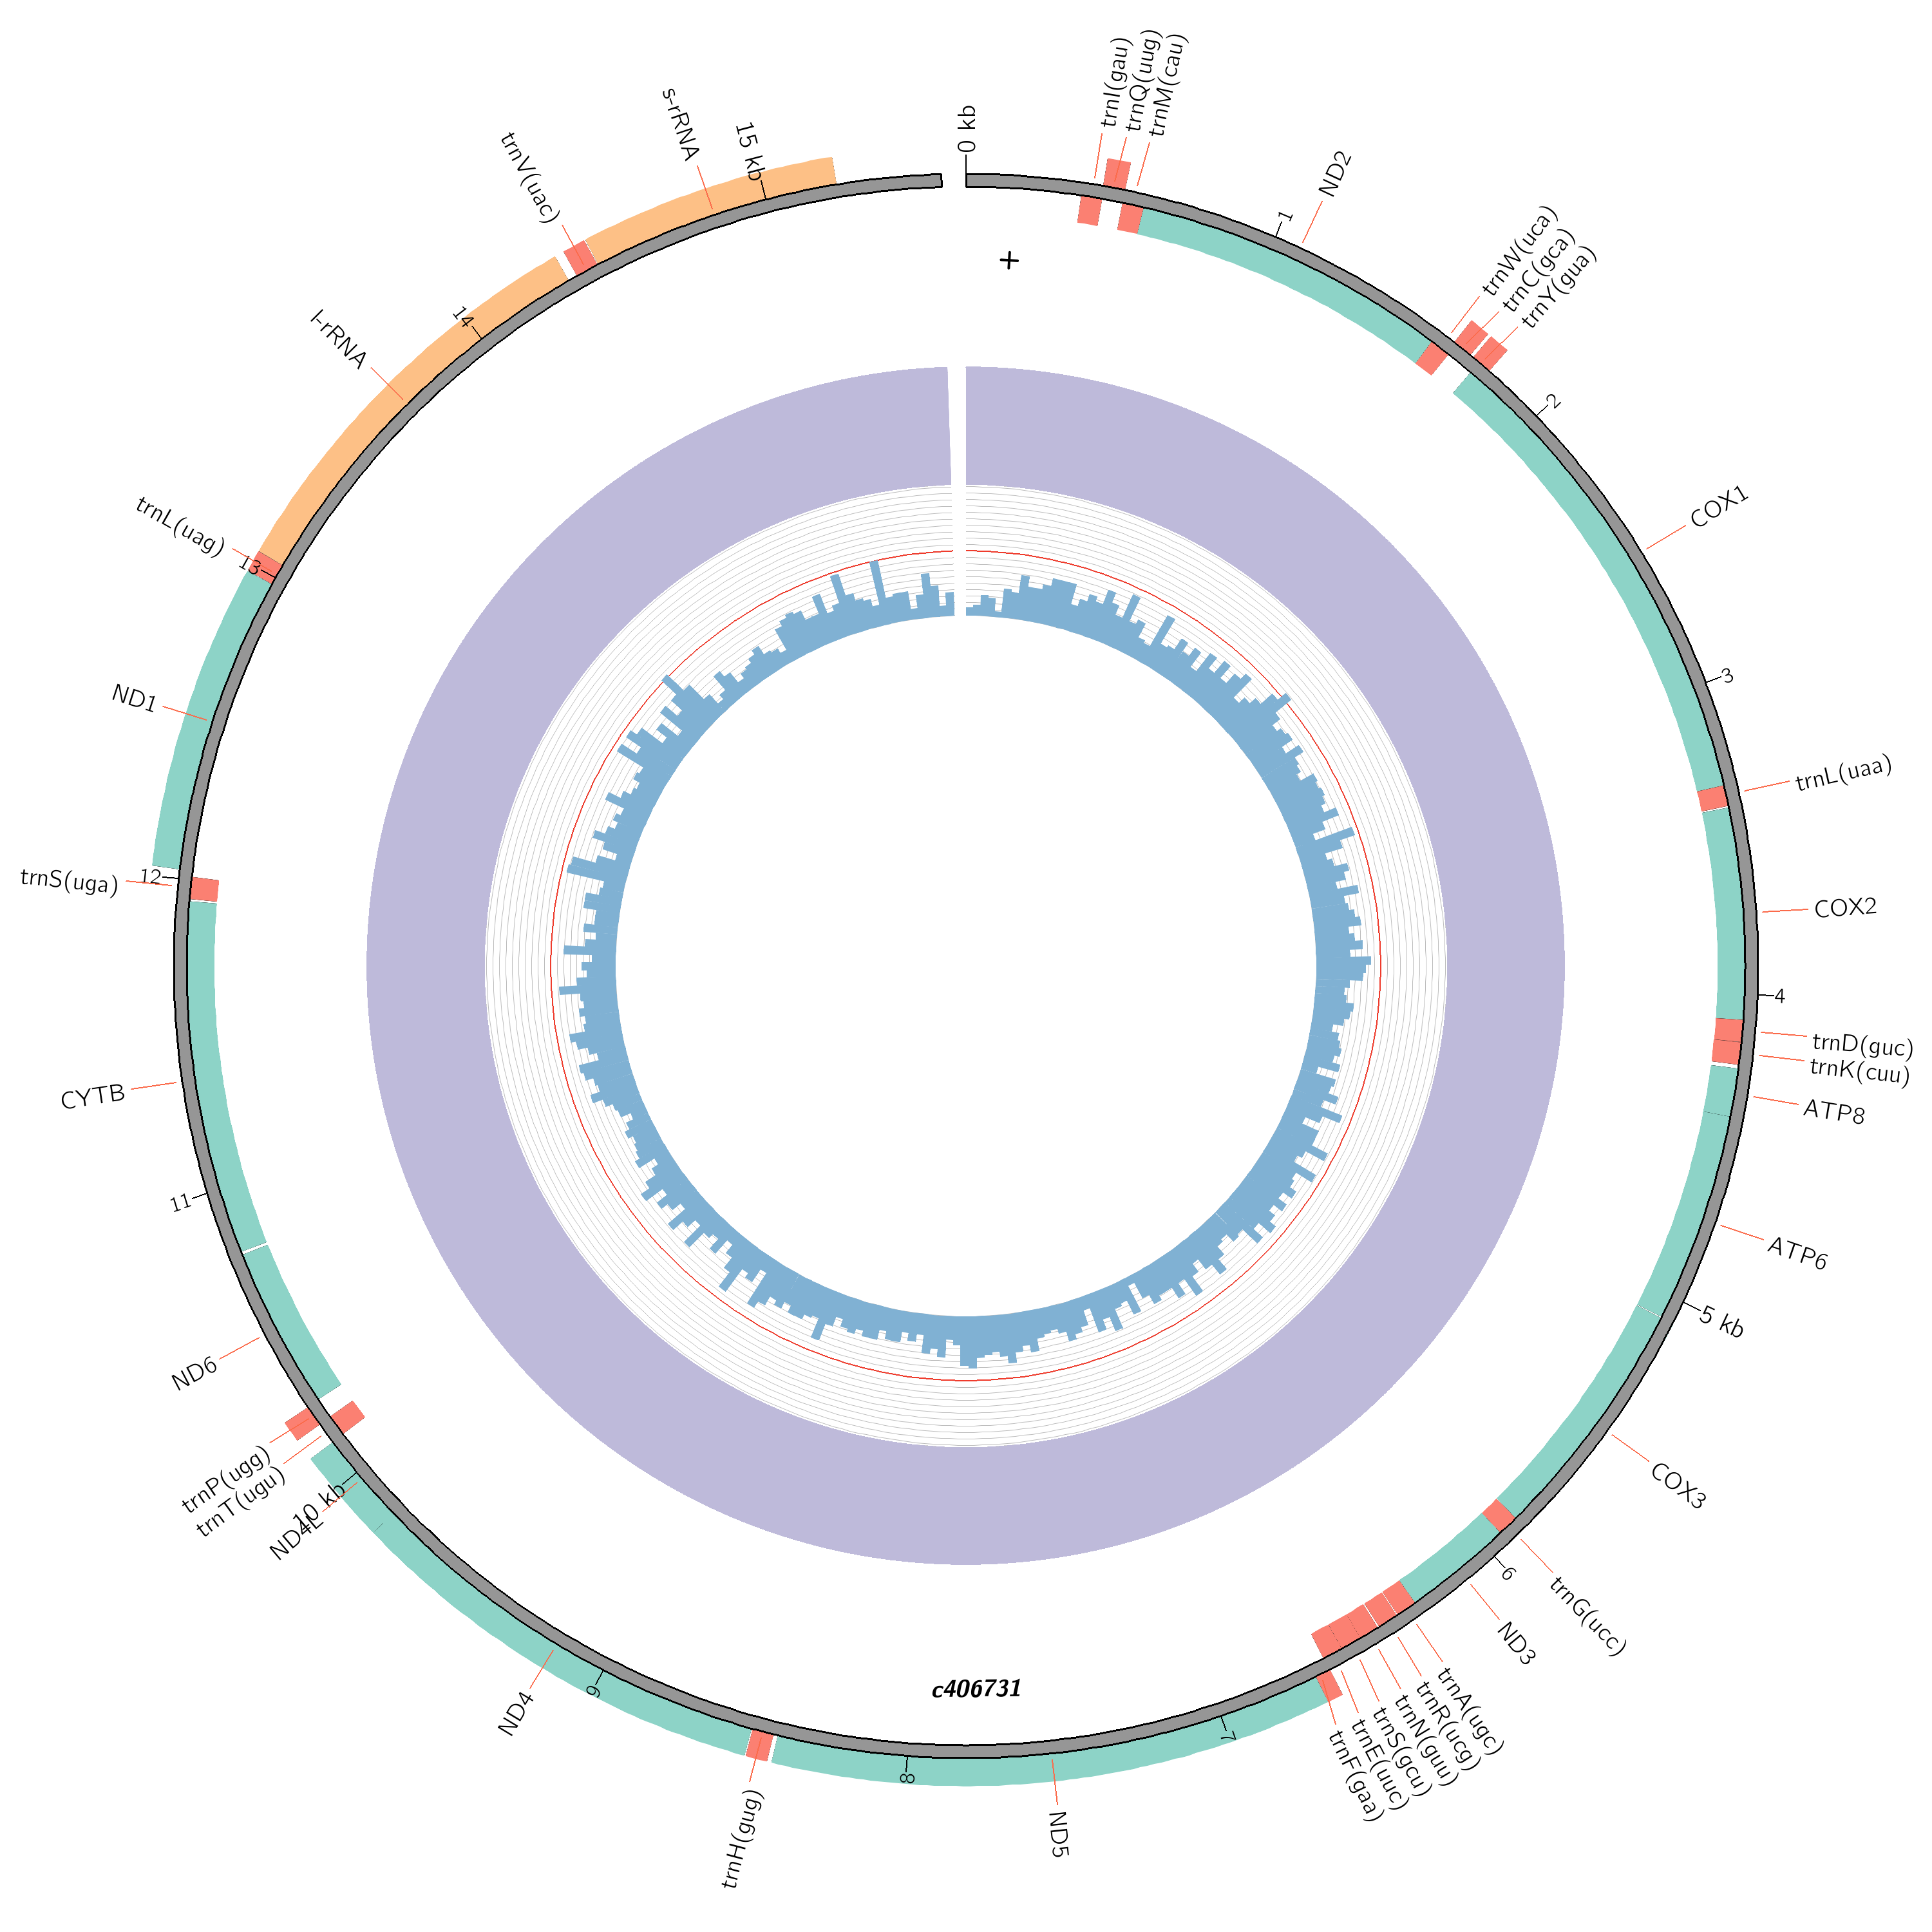 0 kb
trnI(gau)
trnQ(uug)
trnM(cau)
1
ND2
trnW(uca)
trnC(gca)
trnY(gua)
2
COX1
3
trnL(uaa)
COX2
4
trnD(guc)
trnK(cuu)
ATP8
ATP6
5 kb
COX3
trnG(ucc)
6
ND3
trnA(ugc)
trnR(ucg)
trnN(guu)
trnS(gcu)
trnE(uuc)
trnF(gaa)
7
ND5
8
trnH(gug)
9
ND4
ND4L
10 kb
trnT(ugu)
trnP(ugg)
ND6
11
CYTB
trnS(uga)
12
ND1
13
trnL(uag)
l-rRNA
14
trnV(uac)
s-rRNA
15 kb
+
c406731